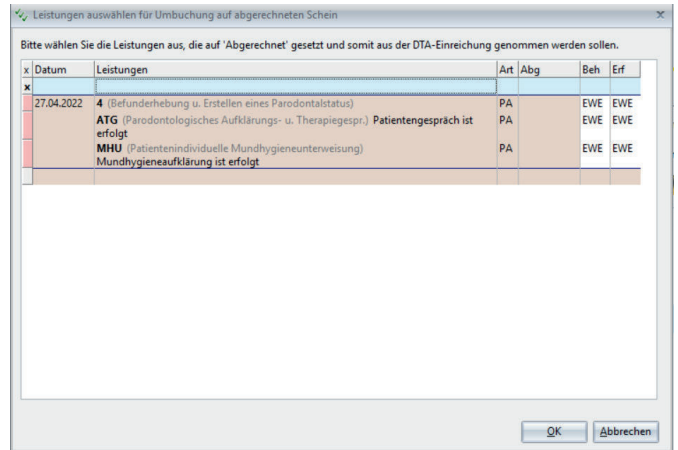 Leistungen auswählen für Umbuchung auf abgerechneten Schein x
Bitte wählen Sie die Leistungen aus, die auf 'Abgerechnet' gesetzt und somit aus der DTA-Einreichung genommen werden sollen.
x Datum Leistungen Art Abg Beh Erf
x
27.04.2022 4 (Befunderhebung u. Erstellen eines Parodontalstatus) PA EWE EWE
ATG (Parodontologisches Aufklärungs- u. Therapiegespr.) Patientengespräch ist PA EWE EWE
erfolgt
MHU (Patientenindividuelle Mundhygieneunterweisung) PA EWE EWE
Mundhygieneaufklärung ist erfolgt
OK Abbrechen